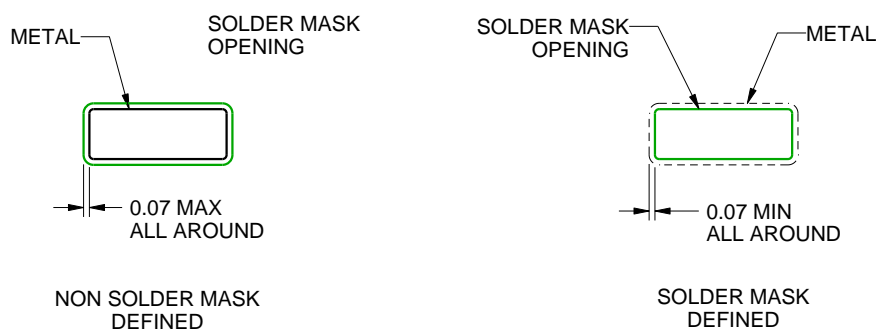 METAL
SOLDER MASK
OPENING
0.07 MAX
ALL AROUND
NON SOLDER MASK
DEFINED
SOLDER MASK
OPENING
METAL
0.07 MIN
ALL AROUND
SOLDER MASK
DEFINED